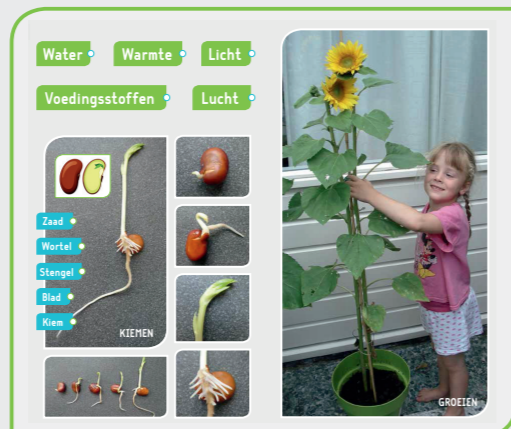 Water Warmte Licht
Voedingsstoffen Lucht
Zaad
Wortel
Stengel
Blad
Kiem
KIEMEN
GROEIEN